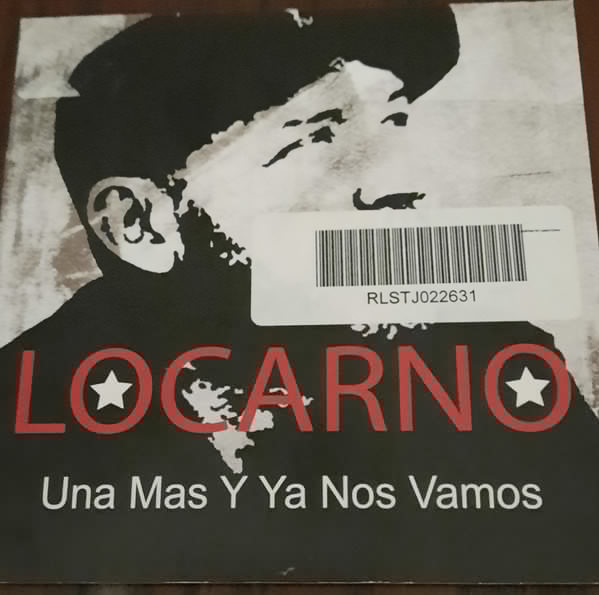 RLSTJ022631
LOCARNO
Una Mas Y Ya Nos Vamos